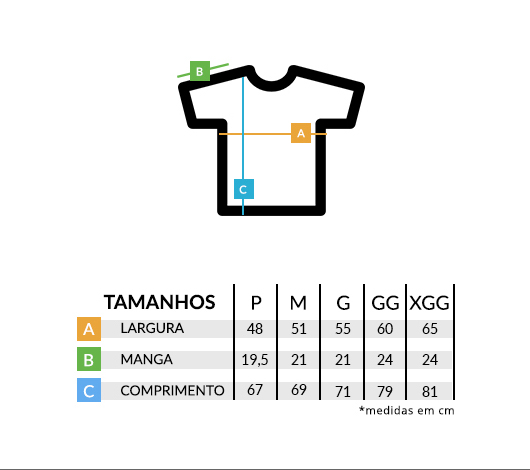 B
A
C
TAMANHOS P M G GG XGG
A LARGURA 48 51 55 60 65
B MANGA 19,5 21 21 24 24
C COMPRIMENTO 67 69 71 79 81
*medidas em cm